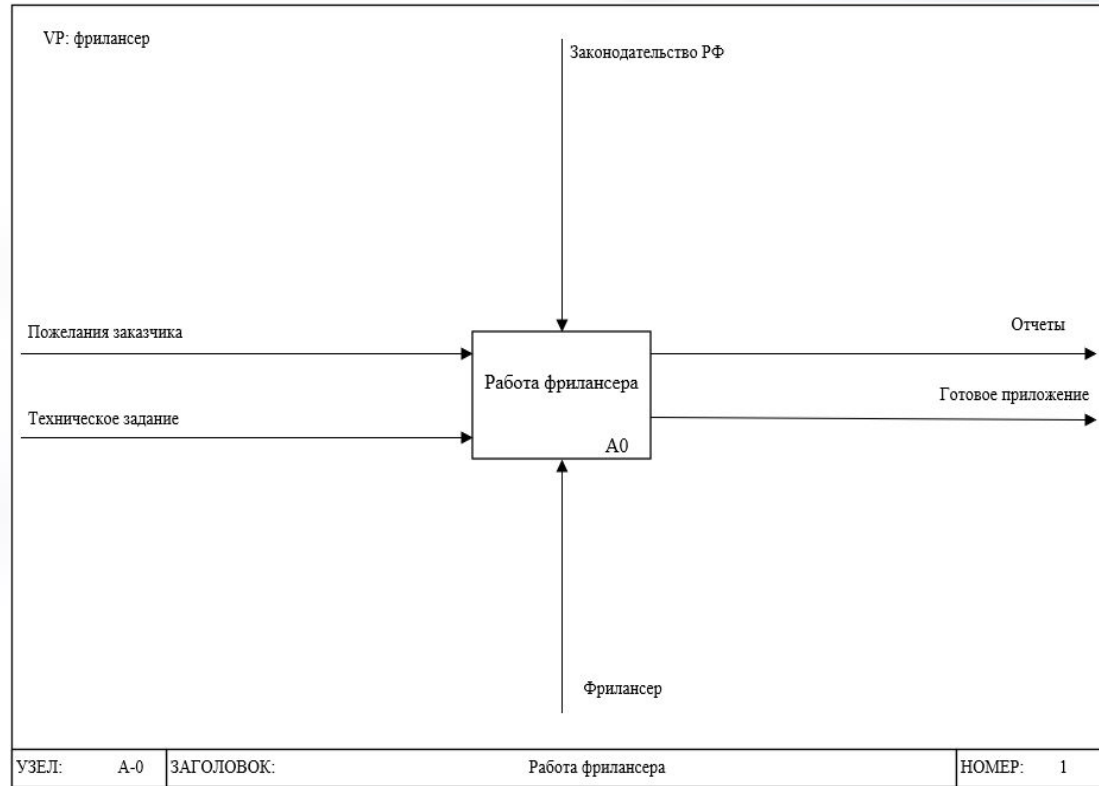 VP: фрилансер
Законодательство РФ
Пожелания заказчика
Отчеты
Работа фрилансера
Готовое приложение
Техническое задание
A0
Фрилансер
УЗЕЛ: A-0 ЗАГОЛОВОК: Работа фрилансера НОМЕР: 1